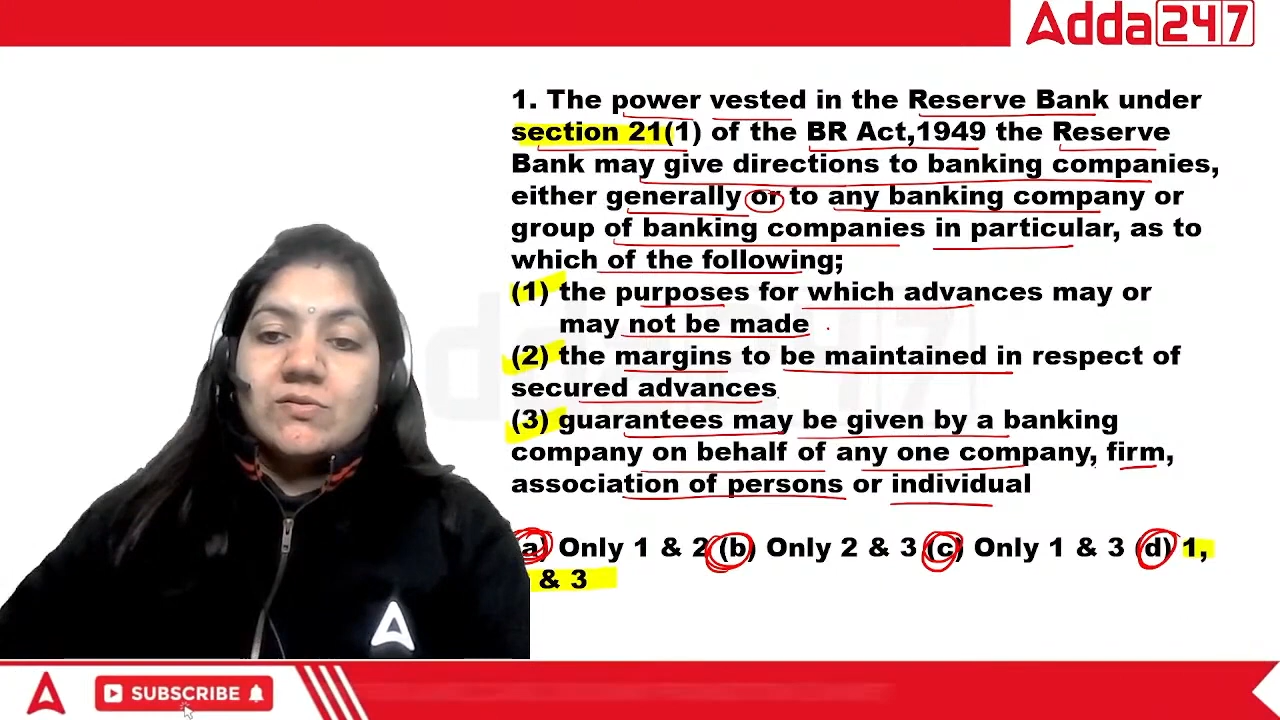 Adda247
1. The power vested in the Reserve Bank under
section 21(1) of the BR Act,1949 the Reserve
Bank may give directions to banking companies,
either generally or to any banking company or
group of banking companies in particular, as to
which of the following;
(1) the purposes for which advances may or
may not be made
(2) the margins to be maintained in respect of
secured advances
(3) guarantees may be given by a banking
company on behalf of any one company, firm,
association of persons or individual
a) Only 1 & 2 (b) Only 2 & 3 (c) Only 1 & 3 (d) 1,
& 3
SUBSCRIBE